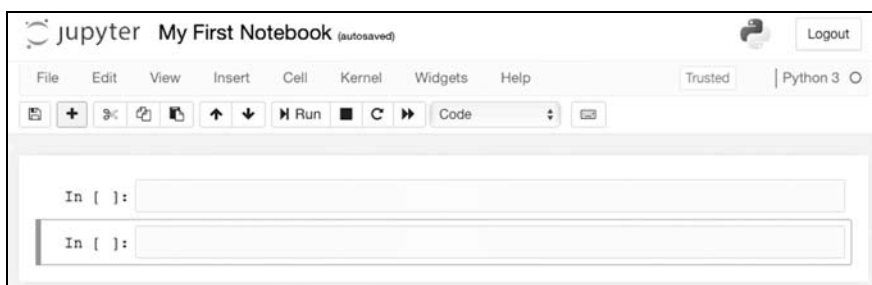 jupyter My First Notebook (autosaved) Logout
File Edit View Insert Cell Kernel Widgets Help Trusted Python 3
Run Code
In [ ]:
In [ ]: